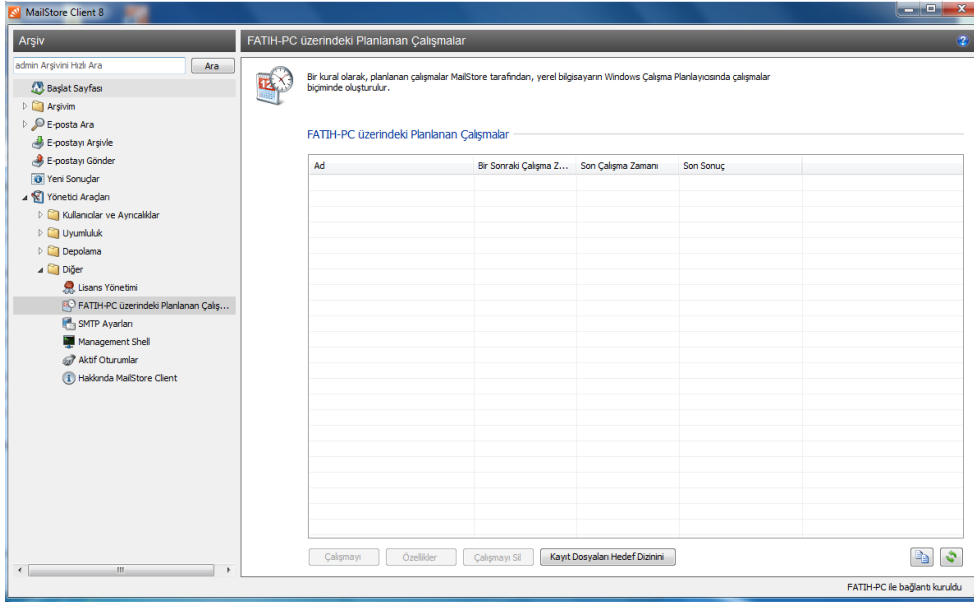 MailStore Client 8
Arşiv
admin Arşivini Hızlı Ara
Ara
Başlat Sayfası
Arşivim
E-posta Ara
E-postayı Arşivle
E-postayı Gönder
Yeni Sonuçlar
Yönetici Araçları
Kullanıcılar ve Ayrıcalıklar
Uyumluluk
Depolama
Diğer
Lisans Yönetimi
FATIH-PC üzerindeki Planlanan Çalış...
SMTP Ayarları
Management Shell
Aktif Oturumlar
Hakkında MailStore Client
FATIH-PC üzerindeki Planlanan Çalışmalar
Bir kural olarak, planlanan çalışmalar MailStore tarafından, yerel bilgisayarın Windows Çalışma Planlayıcısında çalışmalar
biçiminde oluşturulur.
FATIH-PC üzerindeki Planlanan Çalışmalar
Ad Bir Sonraki Çalışma Z... Son Çalışma Zamanı Son Sonuç
Çalışmayı Özellikler Çalışmayı Sil Kayıt Dosyaları Hedef Dizinini
FATIH-PC ile bağlantı kuruldu